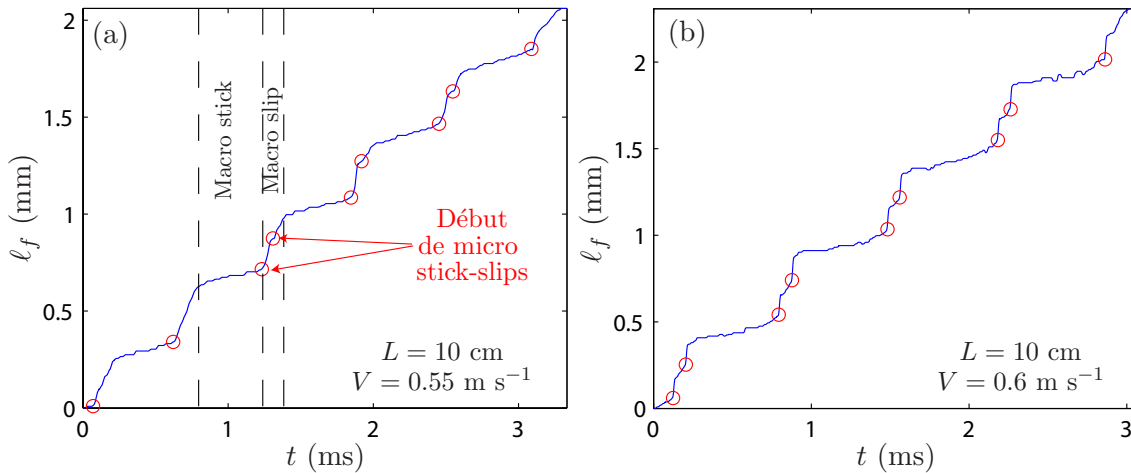 (a)
2
1.5
1
0.5
0
ℓf (mm)
Macro stick
Macro slip
Début
de micro
stick-slips
L = 10 cm
V = 0.55 m s⁻¹
0
1
2
3
t (ms)
(b)
2
1.5
1
0.5
0
ℓf (mm)
L = 10 cm
V = 0.6 m s⁻¹
0
1
2
3
t (ms)